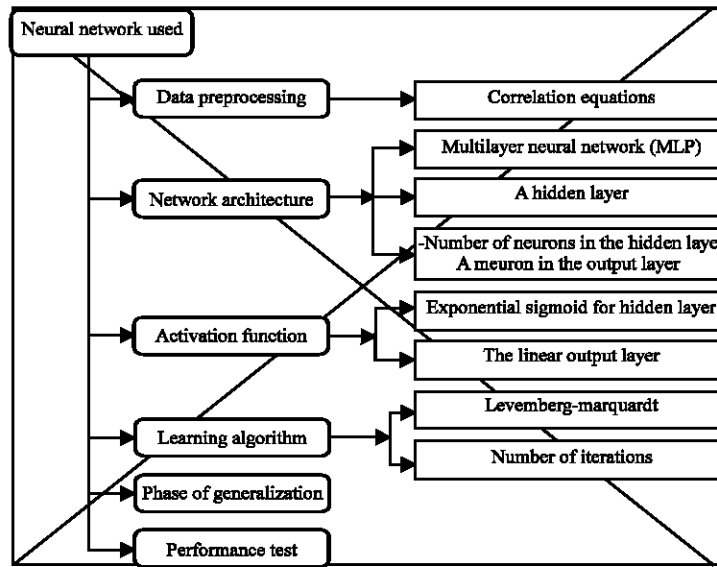 Neural network used
Data preprocessing
Correlation equations
Network architecture
Multilayer neural network (MLP)
A hidden layer
-Number of neurons in the hidden laye
A meuron in the output layer
Activation function
Exponential sigmoid for hidden layer
The linear output layer
Learning algorithm
Levemberg-marquardt
Number of iterations
Phase of generalization
Performance test